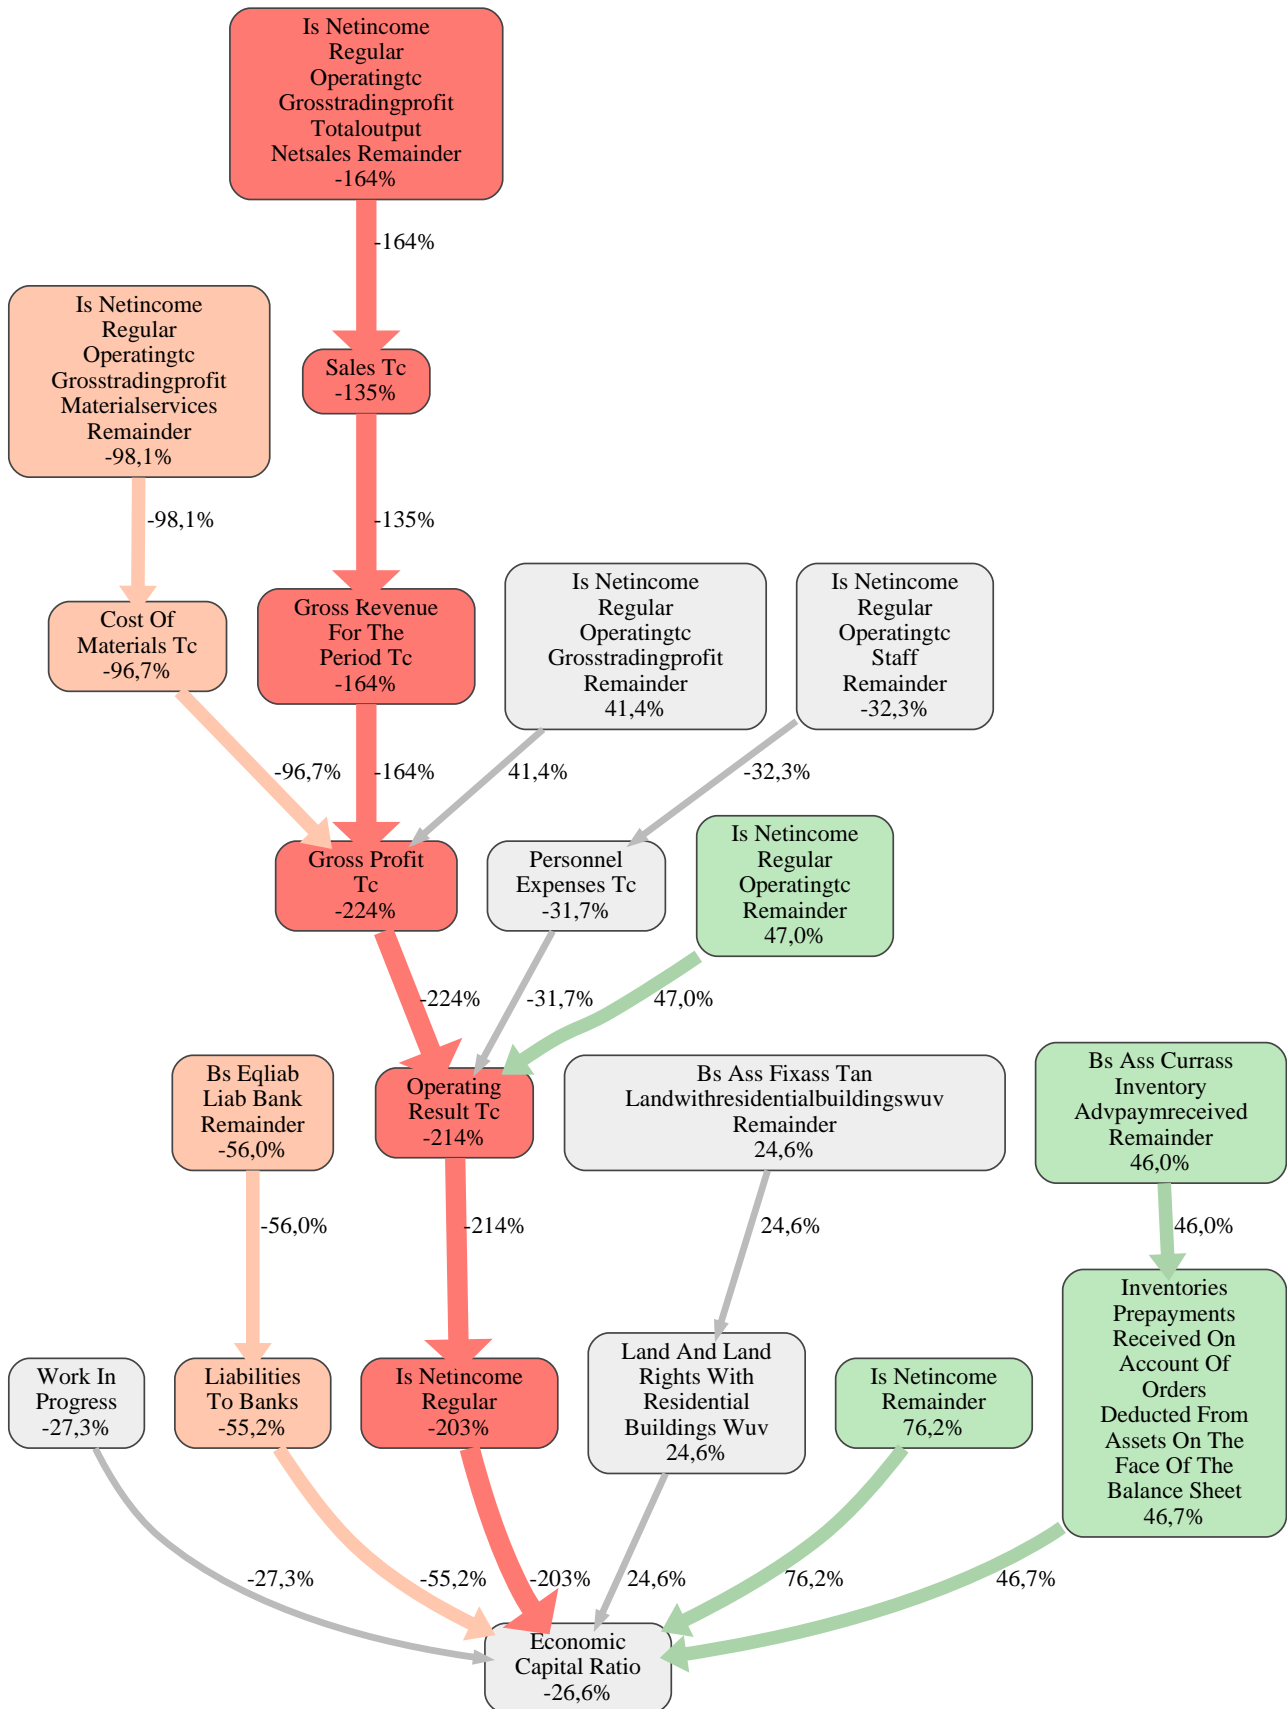 Is Netincome
Regular
Operatingtc
Grosstradingprofit
Totaloutput
Netsales Remainder
-164%
-164%
Is Netincome
Regular
Operatingtc
Grosstradingprofit
Materialservices
Remainder
-98,1%
Sales Tc
-135%
-98,1%
-135%
Is Netincome
Regular
Operatingtc
Grosstradingprofit
Remainder
41,4%
Is Netincome
Regular
Operatingtc
Staff
Remainder
-32,3%
Cost Of
Materials Tc
-96,7%
Gross Revenue
For The
Period Tc
-164%
-96,7%
-164%
41,4%
-32,3%
Gross Profit
Tc
-224%
Personnel
Expenses Tc
-31,7%
Is Netincome
Regular
Operatingtc
Remainder
47,0%
-224%
-31,7%
47,0%
Bs Eqliab
Liab Bank
Remainder
-56,0%
Operating
Result Tc
-214%
Bs Ass Fixass Tan
Landwithresidentialbuildingswuv
Remainder
24,6%
Bs Ass Currass
Inventory
Advpaymreceived
Remainder
46,0%
-56,0%
-214%
24,6%
46,0%
Work In
Progress
-27,3%
Liabilities
To Banks
-55,2%
Is Netincome
Regular
-203%
Land And Land
Rights With
Residential
Buildings Wuv
24,6%
Is Netincome
Remainder
76,2%
Inventories
Prepayments
Received On
Account Of
Orders
Deducted From
Assets On The
Face Of The
Balance Sheet
46,7%
-27,3%
-55,2%
-203%
24,6%
76,2%
46,7%
Economic
Capital Ratio
-26,6%